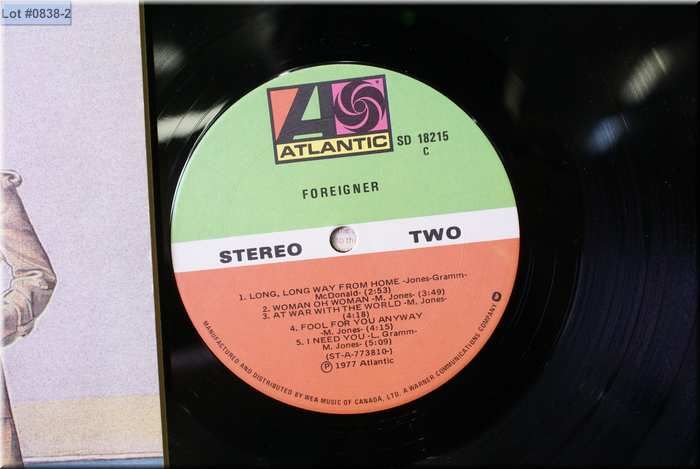 Lot #0838-2
ATLANTIC
SD 18215
C
FOREIGNER
STEREO TWO
1. LONG, LONG WAY FROM HOME -Jones-Gramm-
McDonald- (2:53)
2. WOMAN OH WOMAN -M. Jones- (3:49)
3. AT WAR WITH THE WORLD -M. Jones-
(4:18)
4. FOOL FOR YOU ANYWAY
-M. Jones- (4:15)
5. I NEED YOU -L. Gramm-
M. Jones- (5:09)
(ST-A-773810-)
Ⓟ 1977 Atlantic
MANUFACTURED AND DISTRIBUTED BY WEA MUSIC OF CANADA, LTD. A WARNER COMMUNICATIONS COMPANY